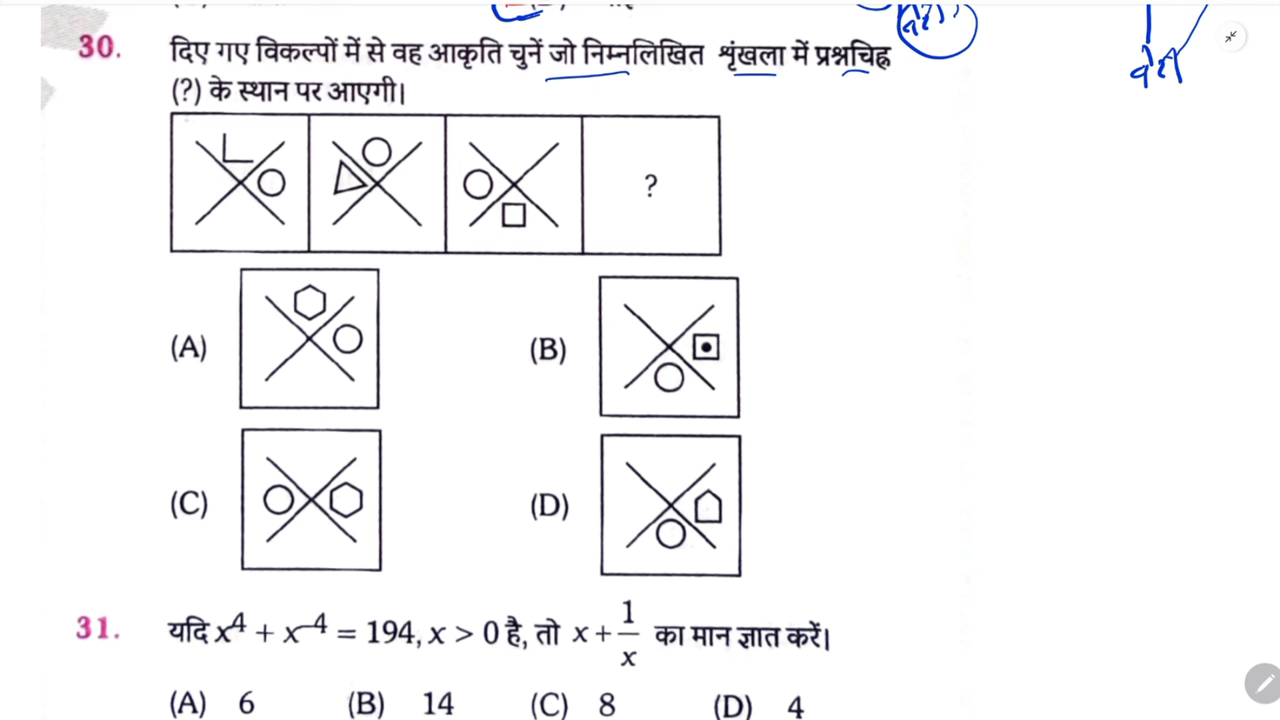 30. दिए गए विकल्पों में से वह आकृति चुनें जो निम्नलिखित शृंखला में प्रश्नचिह्न
(?) के स्थान पर आएगी।
?
(A) (B)
(C) (D)
31. यदि x⁴ + x⁻⁴ = 194, x > 0 है, तो x + 1/x का मान ज्ञात करें।
(A) 6 (B) 14 (C) 8 (D) 4